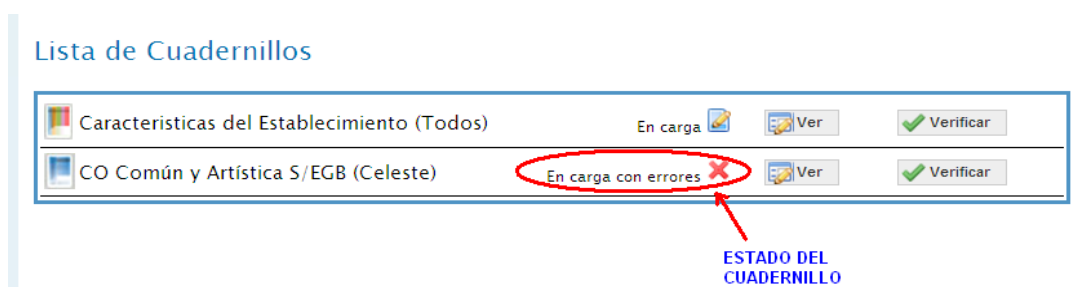 Lista de Cuadernillos
Caracteristicas del Establecimiento (Todos) En carga Ver Verificar
CO Común y Artística S/EGB (Celeste) En carga con errores Ver Verificar
ESTADO DEL
CUADERNILLO